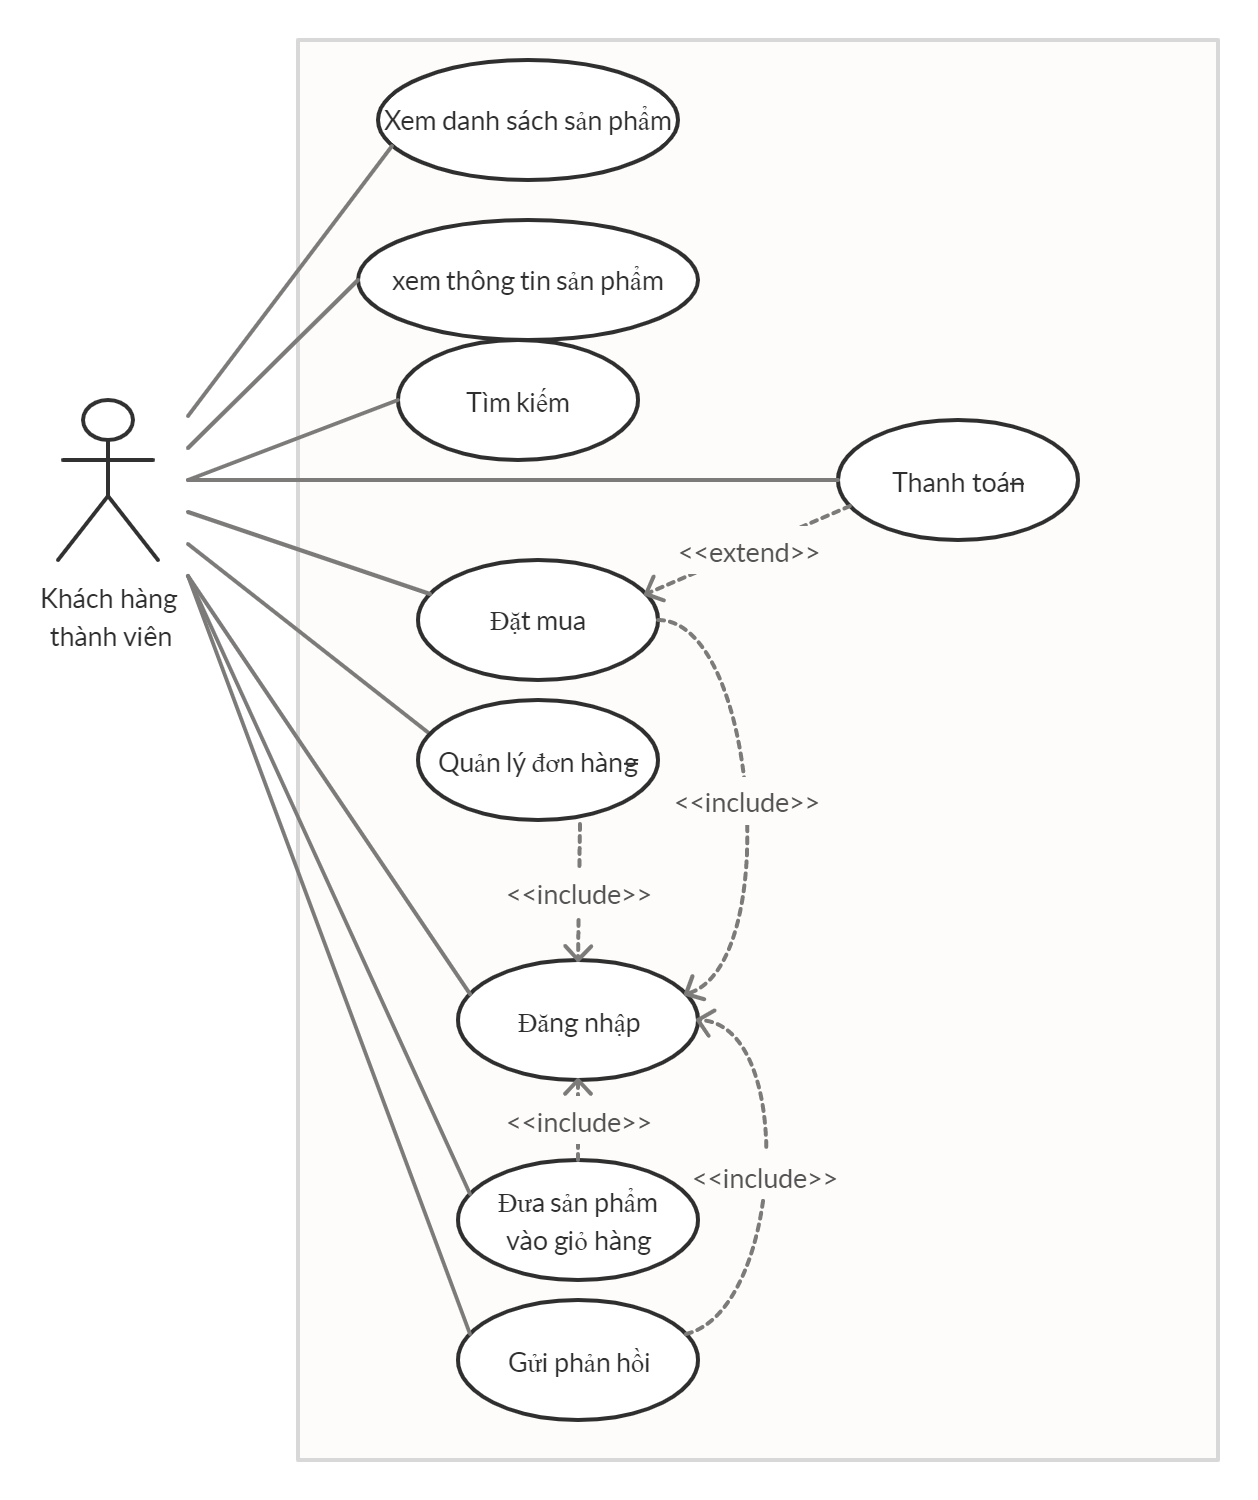 Xem danh sách sản phẩm
xem thông tin sản phẩm
Tìm kiếm
Thanh toán
<<extend>>
Khách hàng
thành viên
Đặt mua
Quản lý đơn hàng
<<include>>
<<include>>
Đăng nhập
<<include>>
<<include>>
Đưa sản phẩm
vào giỏ hàng
Gửi phản hồi